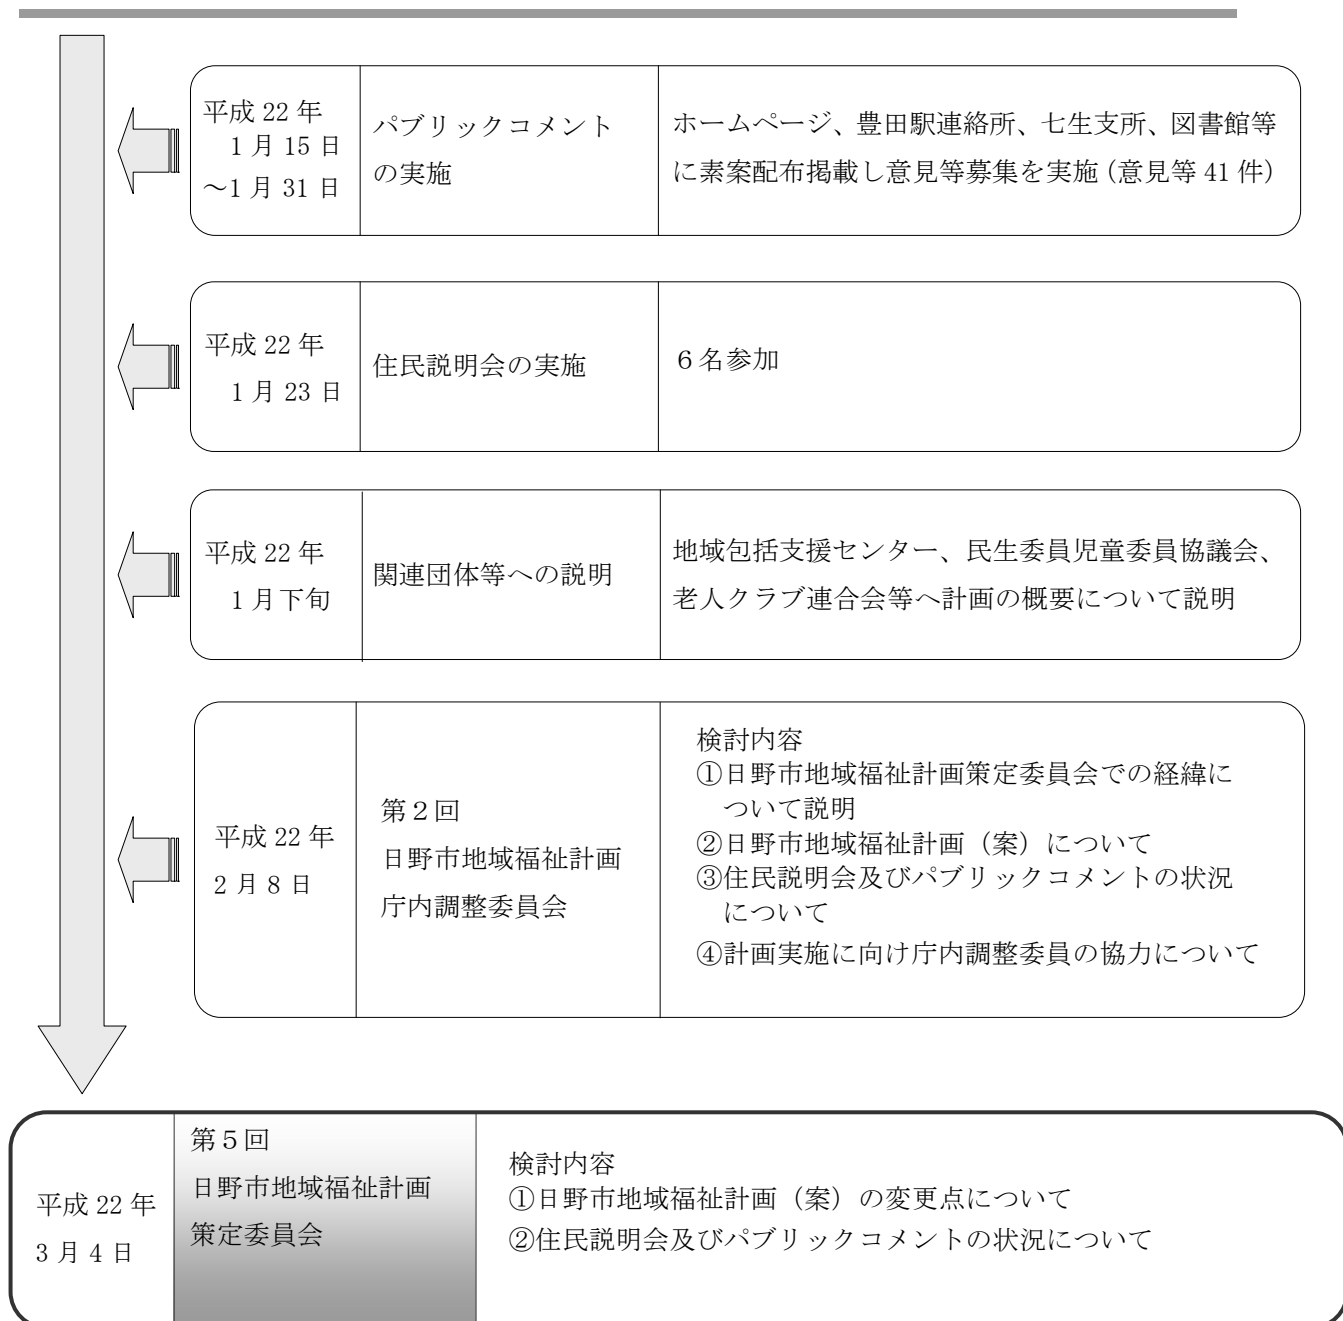 平成 22 年
1 月 15 日
～1 月 31 日
パブリックコメント
の実施
ホームページ、豊田駅連絡所、七生支所、図書館等
に素案配布掲載し意見等募集を実施（意見等 41 件）
平成 22 年
1 月 23 日
住民説明会の実施
６名参加
平成 22 年
1 月下旬
関連団体等への説明
地域包括支援センター、民生委員児童委員協議会、
老人クラブ連合会等へ計画の概要について説明
平成 22 年
2 月 8 日
第２回
日野市地域福祉計画
庁内調整委員会
検討内容
①日野市地域福祉計画策定委員会での経緯に
ついて説明
②日野市地域福祉計画（案）について
③住民説明会及びパブリックコメントの状況
について
④計画実施に向け庁内調整委員の協力について
平成 22 年
3 月 4 日
第５回
日野市地域福祉計画
策定委員会
検討内容
①日野市地域福祉計画（案）の変更点について
②住民説明会及びパブリックコメントの状況について